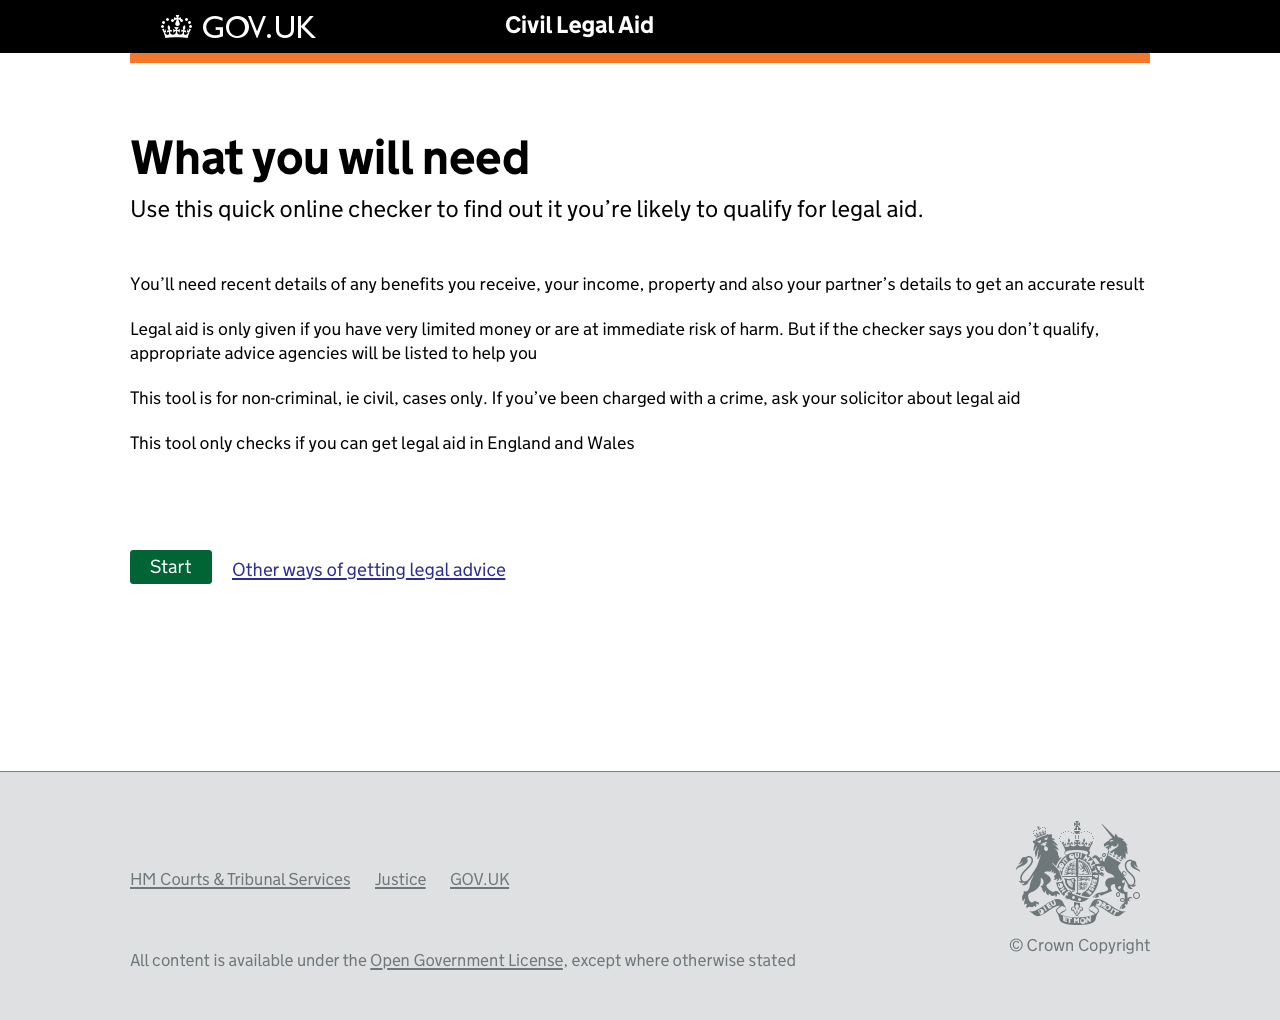 GOV.UK
Civil Legal Aid
What you will need
Use this quick online checker to find out it you’re likely to qualify for legal aid.
You’ll need recent details of any benefits you receive, your income, property and also your partner’s details to get an accurate result
Legal aid is only given if you have very limited money or are at immediate risk of harm. But if the checker says you don’t qualify,
appropriate advice agencies will be listed to help you
This tool is for non-criminal, ie civil, cases only. If you’ve been charged with a crime, ask your solicitor about legal aid
This tool only checks if you can get legal aid in England and Wales
Start
Other ways of getting legal advice
HM Courts & Tribunal Services
Justice
GOV.UK
© Crown Copyright
All content is available under the Open Government License, except where otherwise stated